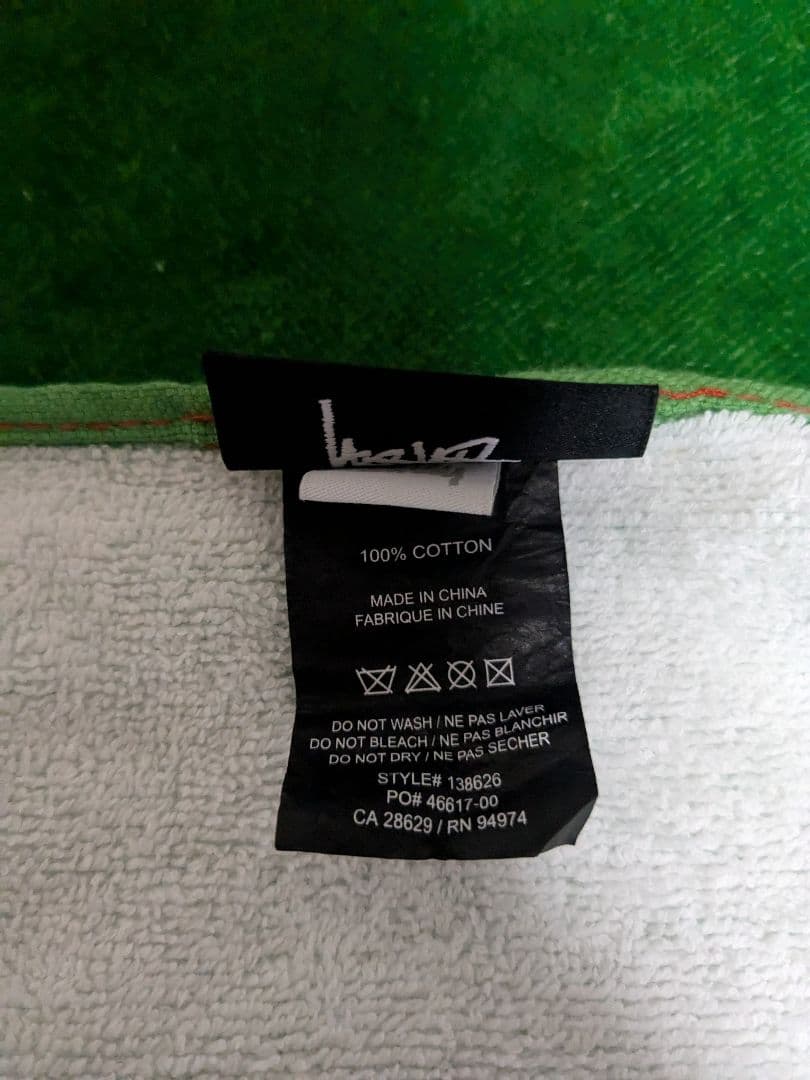 100% COTTON
MADE IN CHINA
FABRIQUE IN CHINE
DO NOT WASH / NE PAS LAVER
DO NOT BLEACH / NE PAS BLANCHIR
DO NOT DRY / NE PAS SECHER
STYLE# 138626
PO# 46617-00
CA 28629 / RN 94974